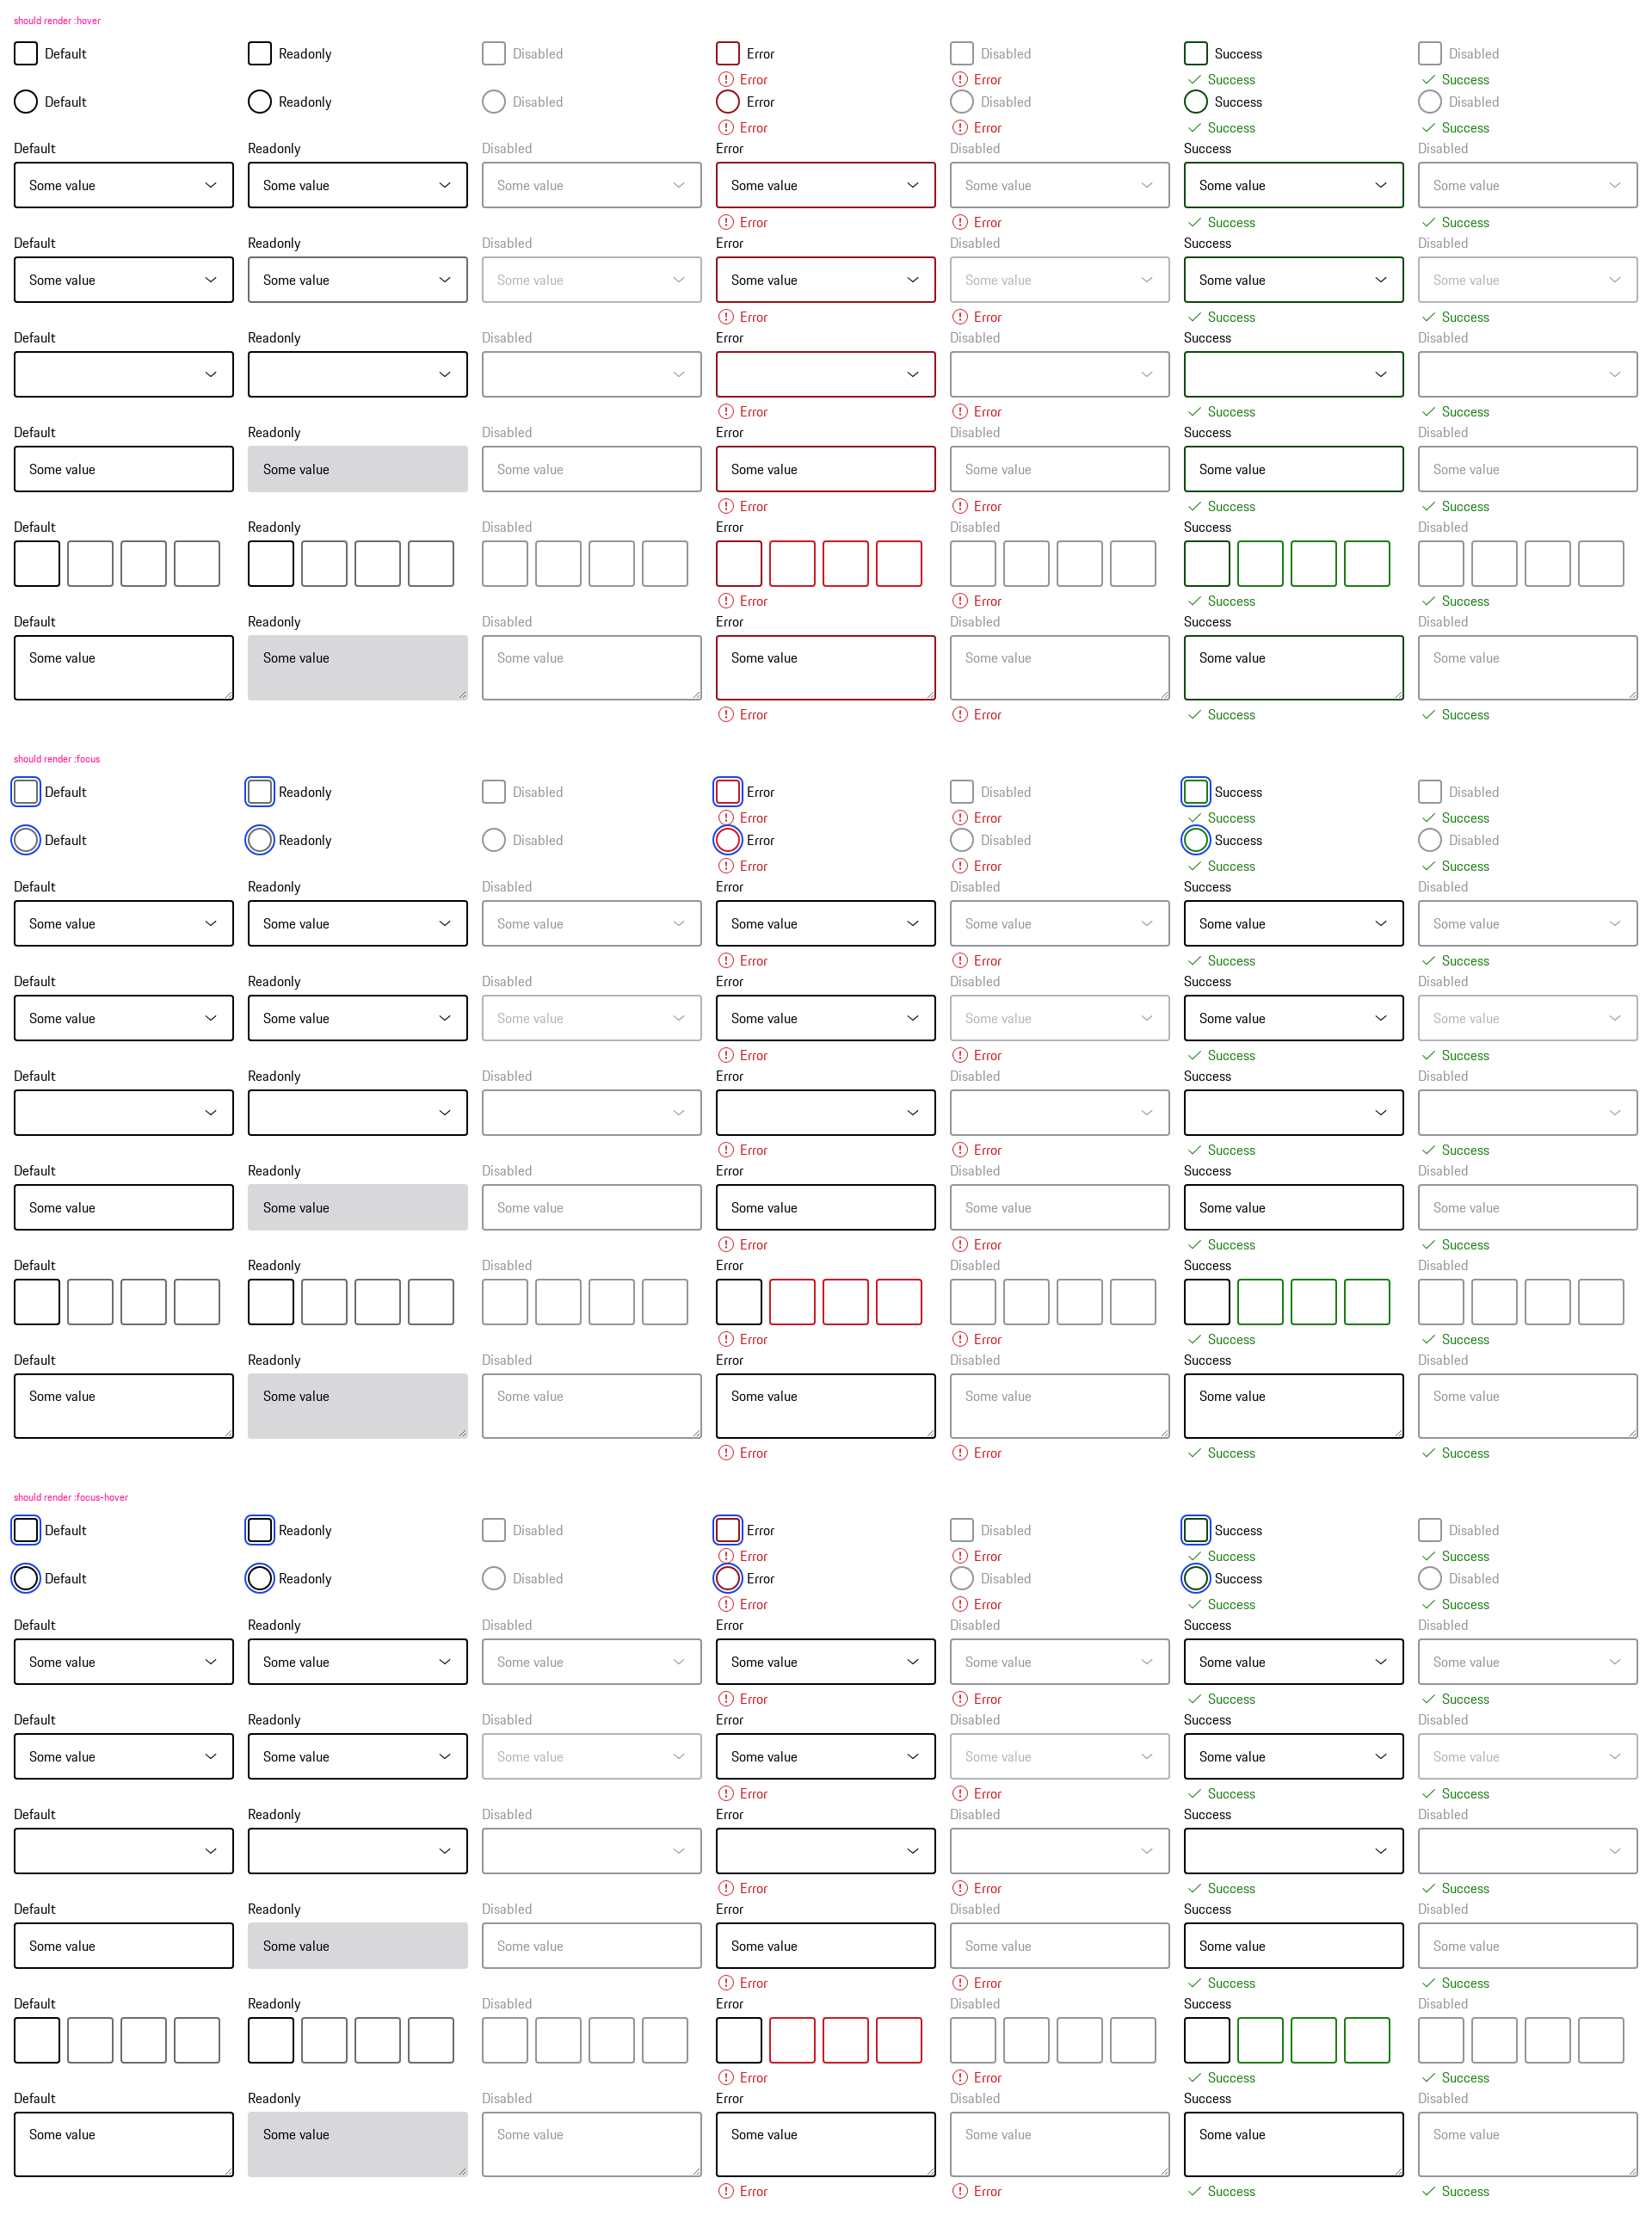 should render :hover
Default Readonly Disabled Error Disabled Success Disabled
Error Error Success Success
Default Readonly Disabled Error Disabled Success Disabled
Error Error Success Success
Default Readonly Disabled Error Disabled Success Disabled
Some value Some value Some value Some value Some value Some value Some value
Error Error Success Success
Default Readonly Disabled Error Disabled Success Disabled
Some value Some value Some value Some value Some value Some value Some value
Error Error Success Success
Default Readonly Disabled Error Disabled Success Disabled
Error Error Success Success
Default Readonly Disabled Error Disabled Success Disabled
Some value Some value Some value Some value Some value Some value Some value
Error Error Success Success
Default Readonly Disabled Error Disabled Success Disabled
Error Error Success Success
Default Readonly Disabled Error Disabled Success Disabled
Some value Some value Some value Some value Some value Some value Some value
Error Error Success Success
should render :focus
Default Readonly Disabled Error Disabled Success Disabled
Error Error Success Success
Default Readonly Disabled Error Disabled Success Disabled
Error Error Success Success
Default Readonly Disabled Error Disabled Success Disabled
Some value Some value Some value Some value Some value Some value Some value
Error Error Success Success
Default Readonly Disabled Error Disabled Success Disabled
Some value Some value Some value Some value Some value Some value Some value
Error Error Success Success
Default Readonly Disabled Error Disabled Success Disabled
Error Error Success Success
Default Readonly Disabled Error Disabled Success Disabled
Some value Some value Some value Some value Some value Some value Some value
Error Error Success Success
Default Readonly Disabled Error Disabled Success Disabled
Error Error Success Success
Default Readonly Disabled Error Disabled Success Disabled
Some value Some value Some value Some value Some value Some value Some value
Error Error Success Success
should render :focus-hover
Default Readonly Disabled Error Disabled Success Disabled
Error Error Success Success
Default Readonly Disabled Error Disabled Success Disabled
Error Error Success Success
Default Readonly Disabled Error Disabled Success Disabled
Some value Some value Some value Some value Some value Some value Some value
Error Error Success Success
Default Readonly Disabled Error Disabled Success Disabled
Some value Some value Some value Some value Some value Some value Some value
Error Error Success Success
Default Readonly Disabled Error Disabled Success Disabled
Error Error Success Success
Default Readonly Disabled Error Disabled Success Disabled
Some value Some value Some value Some value Some value Some value Some value
Error Error Success Success
Default Readonly Disabled Error Disabled Success Disabled
Error Error Success Success
Default Readonly Disabled Error Disabled Success Disabled
Some value Some value Some value Some value Some value Some value Some value
Error Error Success Success